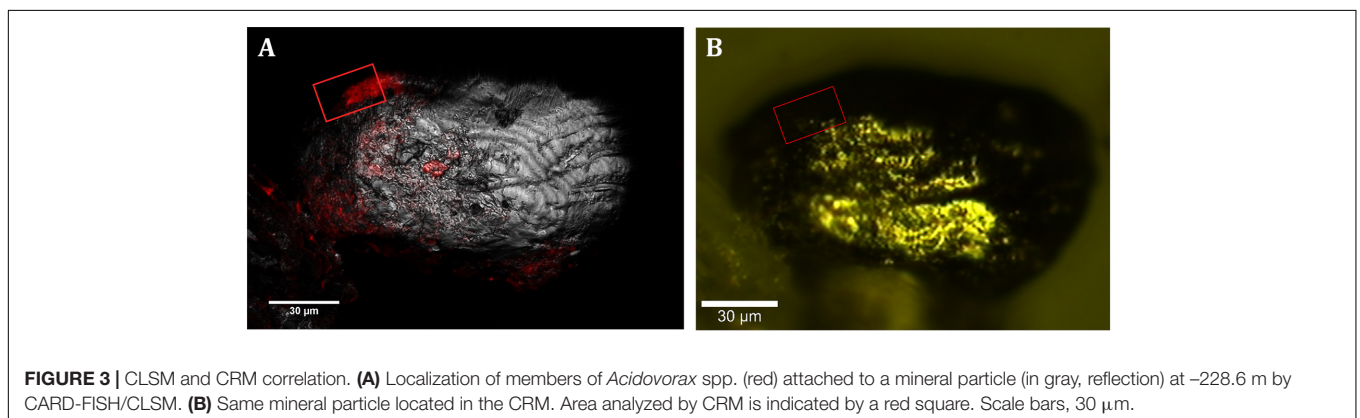 A
B
30 µm
30 µm
FIGURE 3 | CLSM and CRM correlation. (A) Localization of members of Acidovorax spp. (red) attached to a mineral particle (in gray, reflection) at –228.6 m by
CARD-FISH/CLSM. (B) Same mineral particle located in the CRM. Area analyzed by CRM is indicated by a red square. Scale bars, 30 µm.